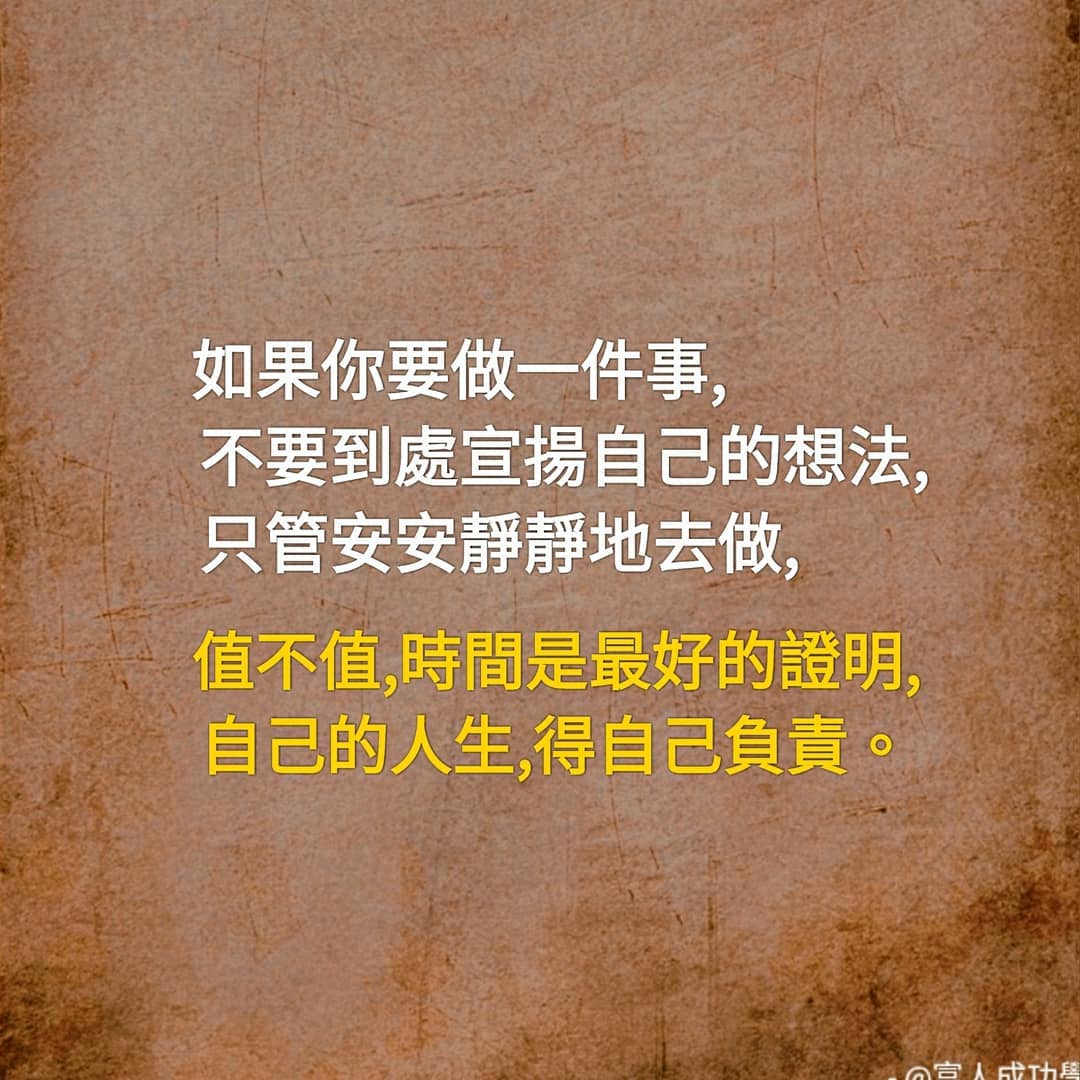 如果你要做一件事,
不要到處宣揚自己的想法,
只管安安靜靜地去做,
值不值,時間是最好的證明,
自己的人生,得自己負責。
@富人成功學